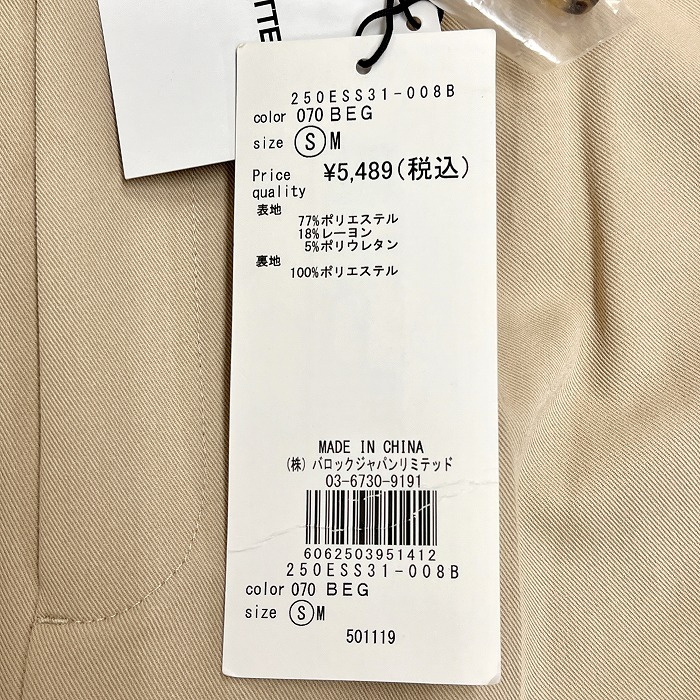 TTE
250ESS31-008B
color 070 BEG
size Ⓢ M
Price ¥5,489(税込)
quality
表地
77%ポリエステル
18%レーヨン
5%ポリウレタン
裏地
100%ポリエステル
MADE IN CHINA
(株) バロックジャパンリミテッド
03-6730-9191
6062503951412
250ESS31-008B
color 070 BEG
size Ⓢ M
501119